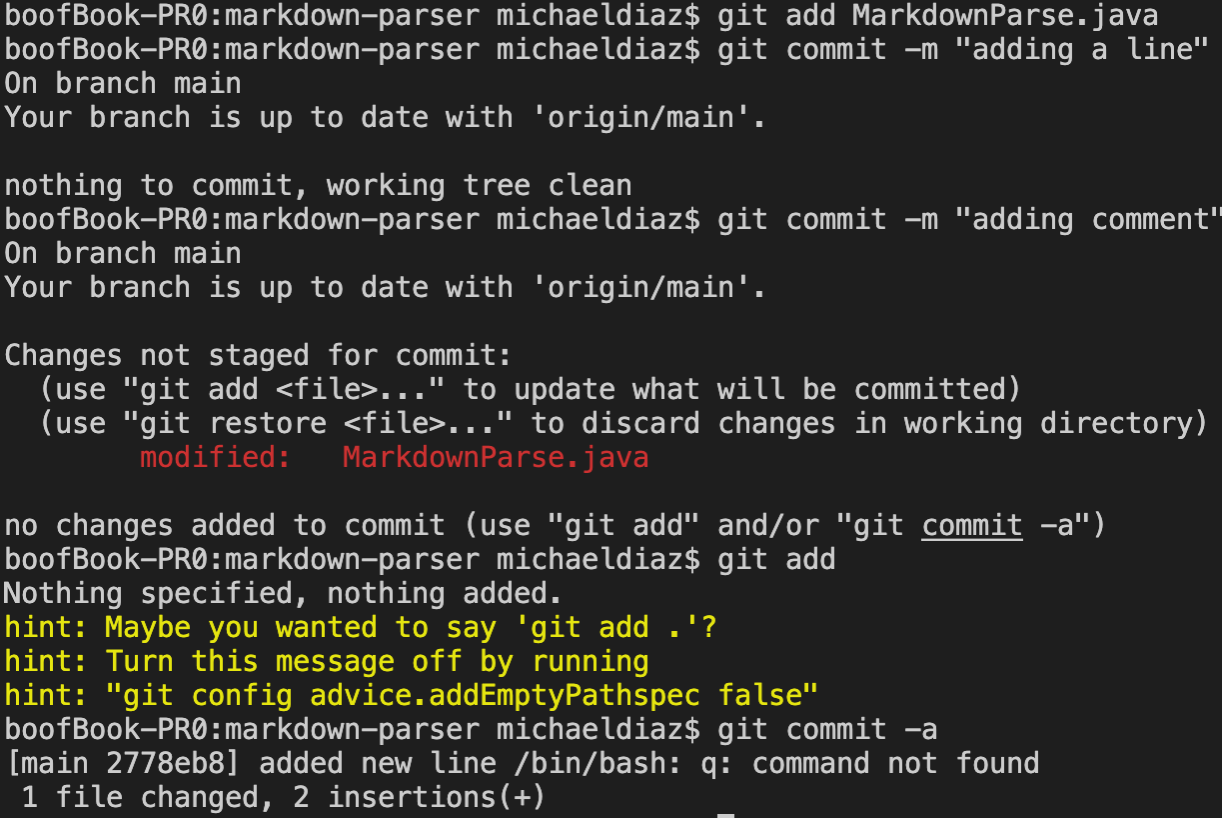 boofBook-PR0:markdown-parser michaeldiaz$ git add MarkdownParse.java
boofBook-PR0:markdown-parser michaeldiaz$ git commit -m "adding a line"
On branch main
Your branch is up to date with 'origin/main'.
nothing to commit, working tree clean
boofBook-PR0:markdown-parser michaeldiaz$ git commit -m "adding comment"
On branch main
Your branch is up to date with 'origin/main'.
Changes not staged for commit:
  (use "git add <file>..." to update what will be committed)
  (use "git restore <file>..." to discard changes in working directory)
        modified:   MarkdownParse.java
no changes added to commit (use "git add" and/or "git commit -a")
boofBook-PR0:markdown-parser michaeldiaz$ git add
Nothing specified, nothing added.
hint: Maybe you wanted to say 'git add .'?
hint: Turn this message off by running
hint: "git config advice.addEmptyPathspec false"
boofBook-PR0:markdown-parser michaeldiaz$ git commit -a
[main 2778eb8] added new line /bin/bash: q: command not found
 1 file changed, 2 insertions(+)